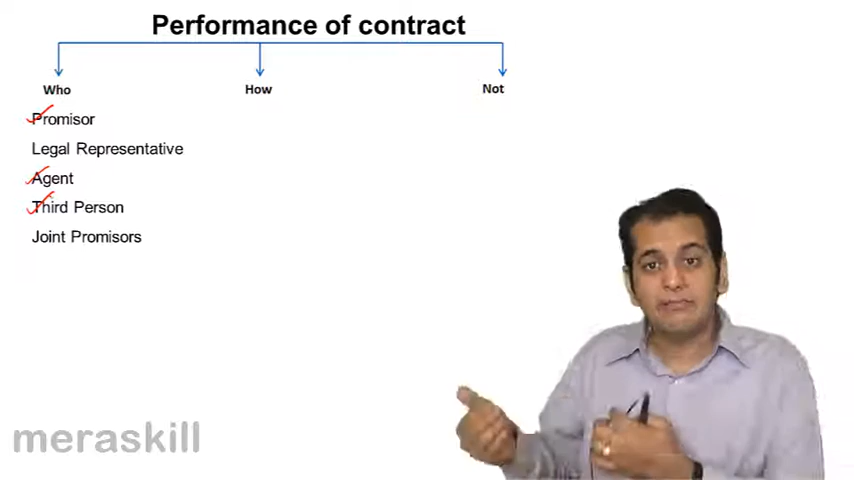 Performance of contract
Who How Not
Promisor
Legal Representative
Agent
Third Person
Joint Promisors
meraskill